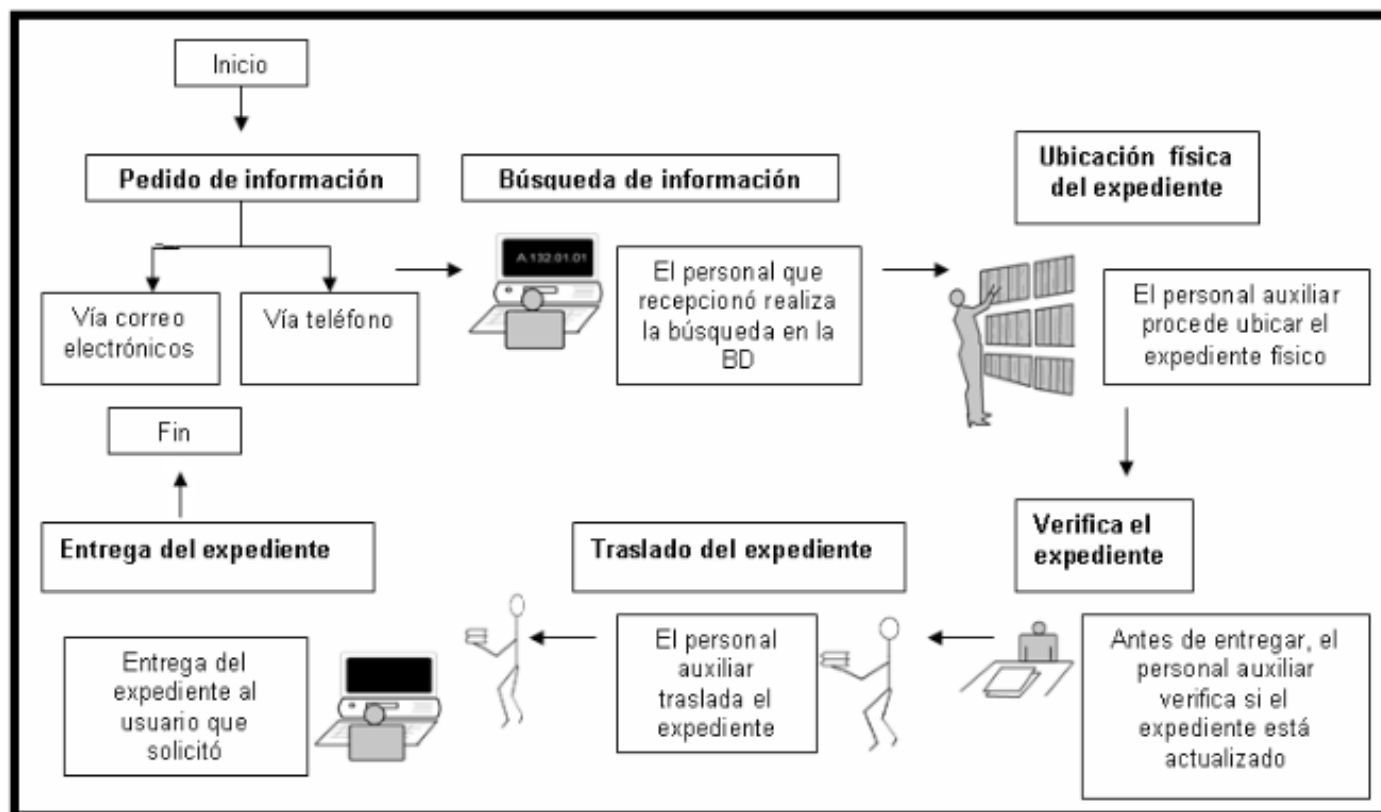 Inicio
Pedido de información
Vía correo
electrónicos
Vía teléfono
Búsqueda de información
A.132.01.01
El personal que
recepcionó realiza
la búsqueda en la
BD
Ubicación física
del expediente
El personal auxiliar
procede ubicar el
expediente físico
Verifica el
expediente
Antes de entregar, el
personal auxiliar
verifica si el
expediente está
actualizado
Traslado del expediente
El personal
auxiliar
traslada el
expediente
Entrega del expediente
Entrega del
expediente al
usuario que
solicitó
Fin